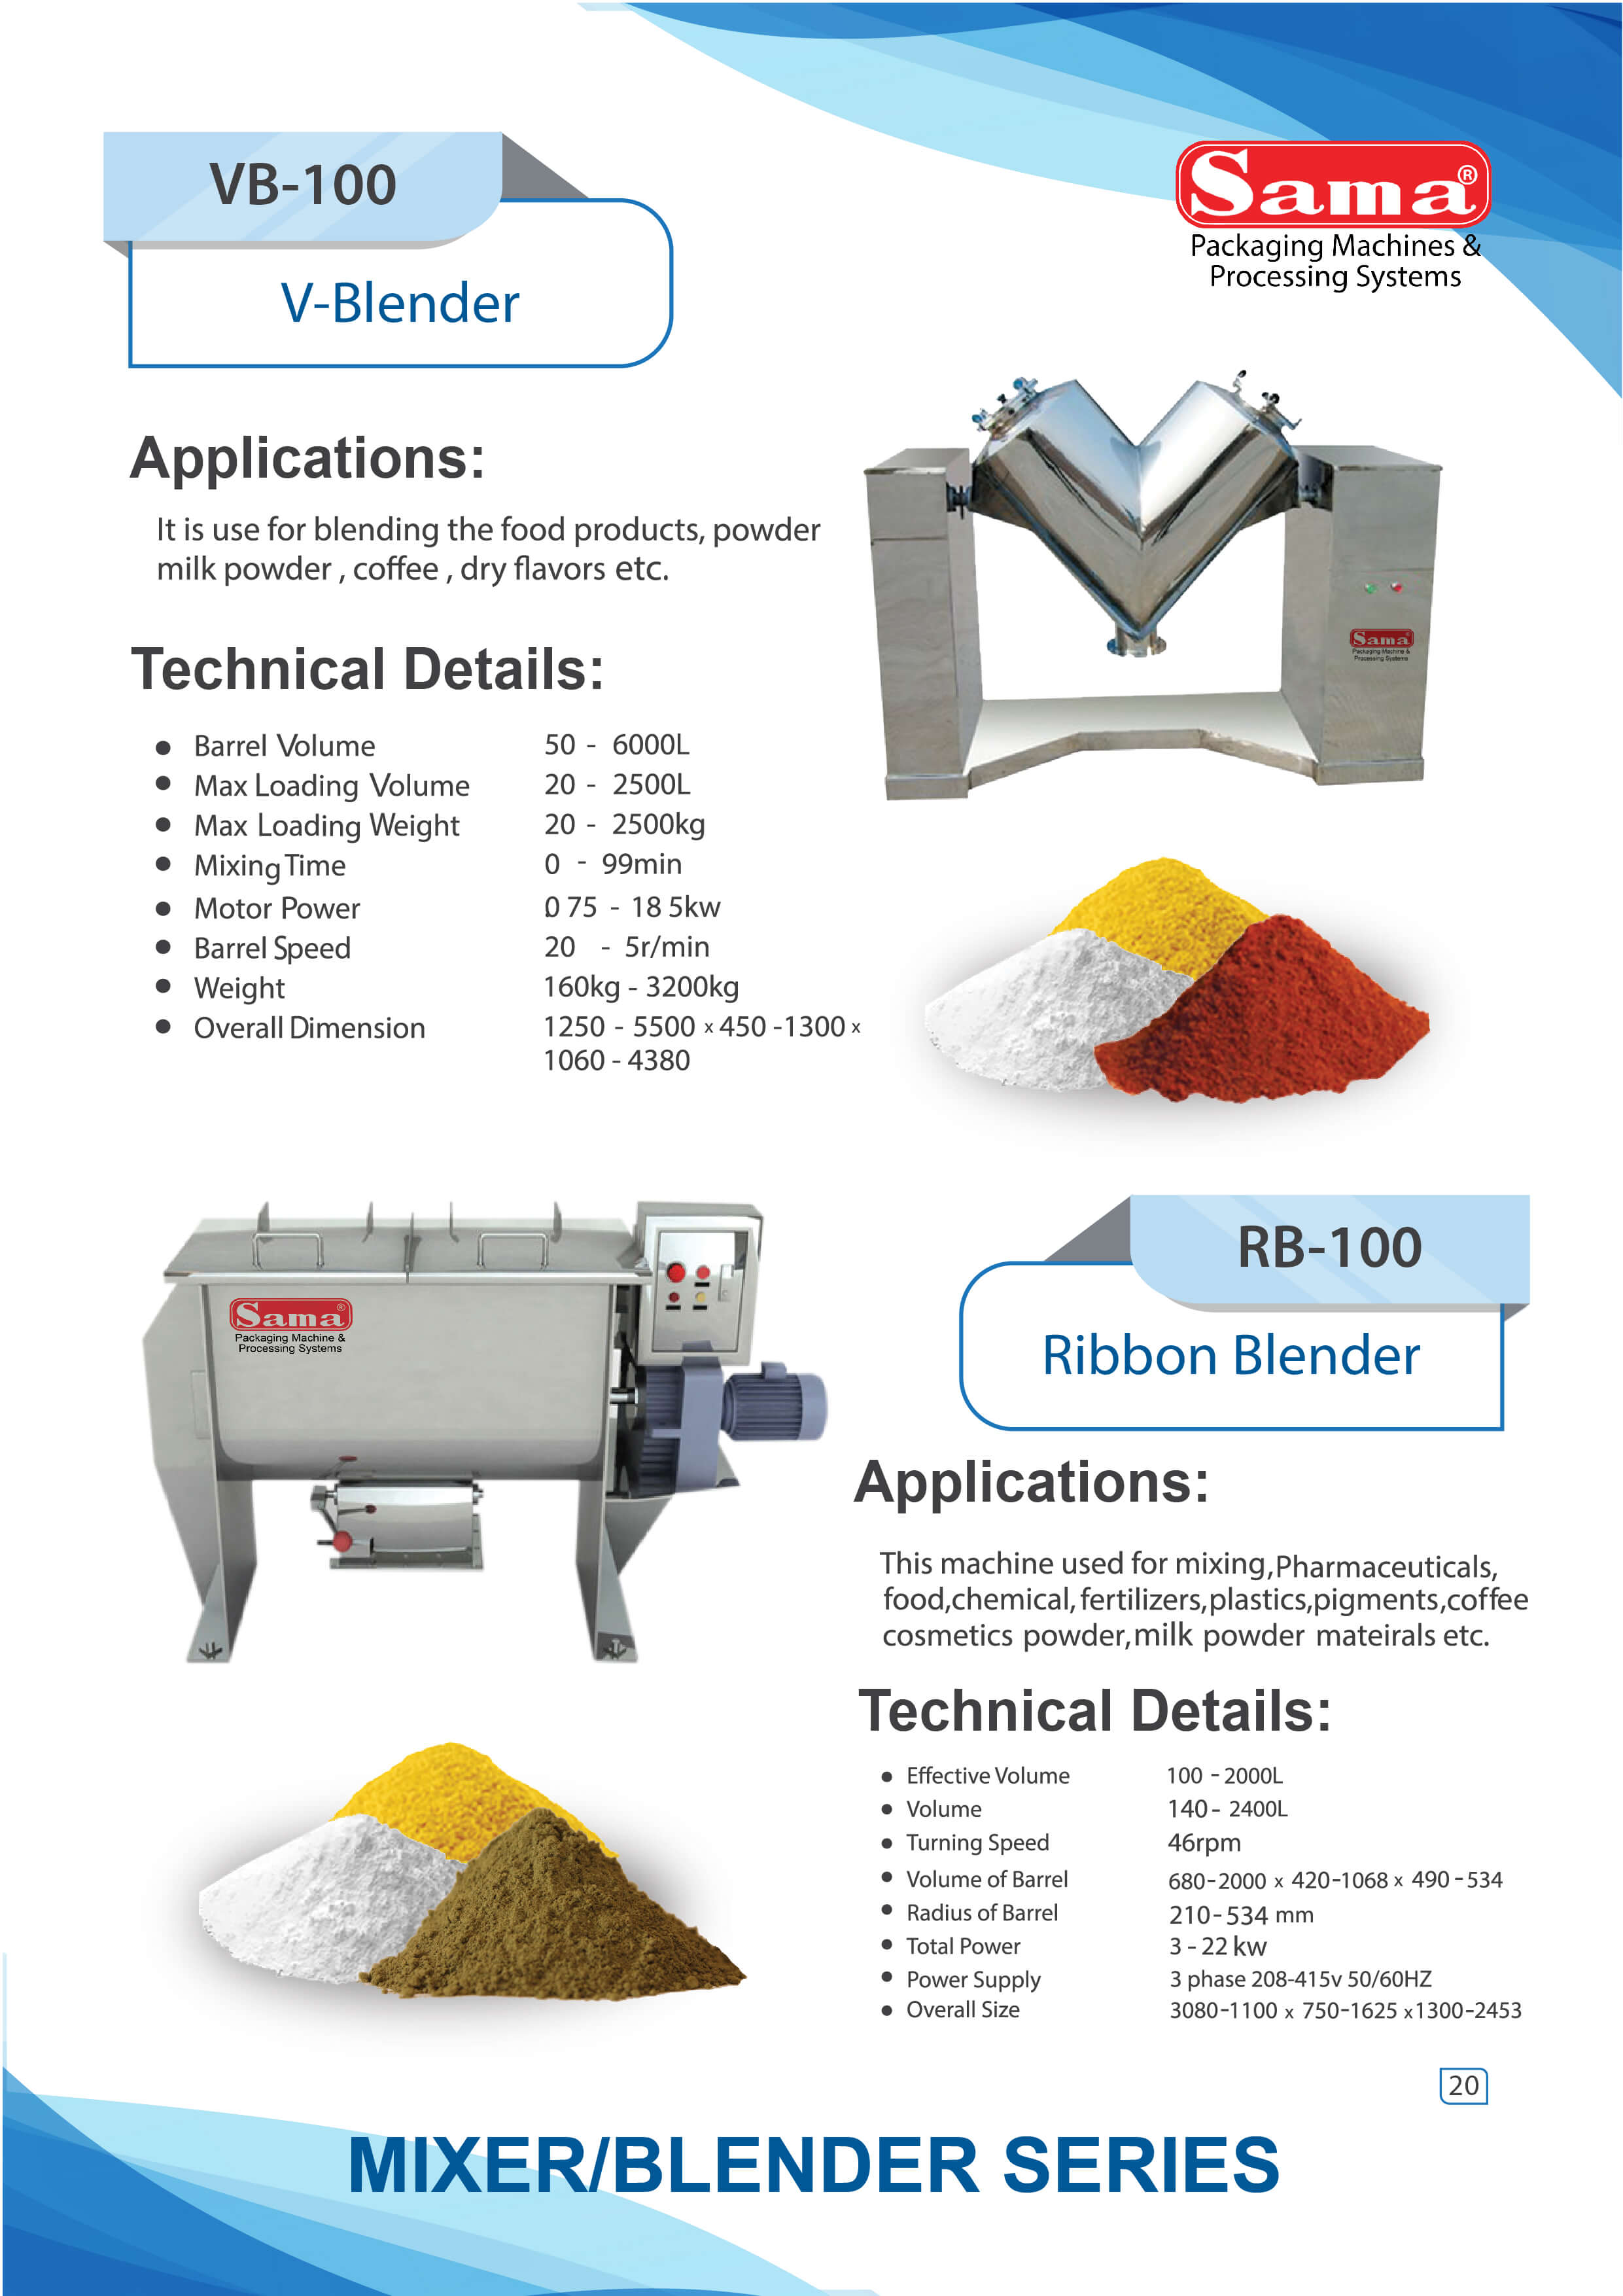 VB-100
V-Blender
Sama®
Packaging Machines &
Processing Systems
Applications:
It is use for blending the food products, powder
milk powder , coffee , dry flavors etc.
Technical Details:
• Barrel Volume 50 - 6000L
• Max Loading Volume 20 - 2500L
• Max Loading Weight 20 - 2500kg
• Mixing Time 0 - 99min
• Motor Power 0 75 - 18 5kw
• Barrel Speed 20 - 5r/min
• Weight 160kg - 3200kg
• Overall Dimension 1250 - 5500 x 450 -1300 x
1060 - 4380
Sama®
Packaging Machine &
Processing Systems
Sama®
Packaging Machine &
Processing Systems
RB-100
Ribbon Blender
Applications:
This machine used for mixing,Pharmaceuticals,
food,chemical,fertilizers,plastics,pigments,coffee
cosmetics powder,milk powder mateirals etc.
Technical Details:
• Effective Volume 100 - 2000L
• Volume 140 - 2400L
• Turning Speed 46rpm
• Volume of Barrel 680-2000 x 420-1068 x 490-534
• Radius of Barrel 210-534 mm
• Total Power 3 - 22 kw
• Power Supply 3 phase 208-415v 50/60HZ
• Overall Size 3080-1100 x 750-1625 x1300-2453
20
MIXER/BLENDER SERIES